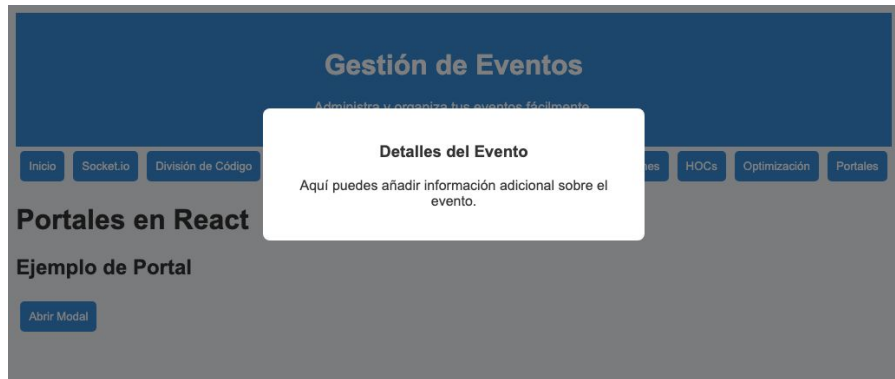 Gestión de Eventos
Administra y organiza tus eventos fácilmente
Detalles del Evento
Aquí puedes añadir información adicional sobre el
evento.
Inicio Socket.io División de Código HOCs Optimización Portales
Portales en React
Ejemplo de Portal
Abrir Modal